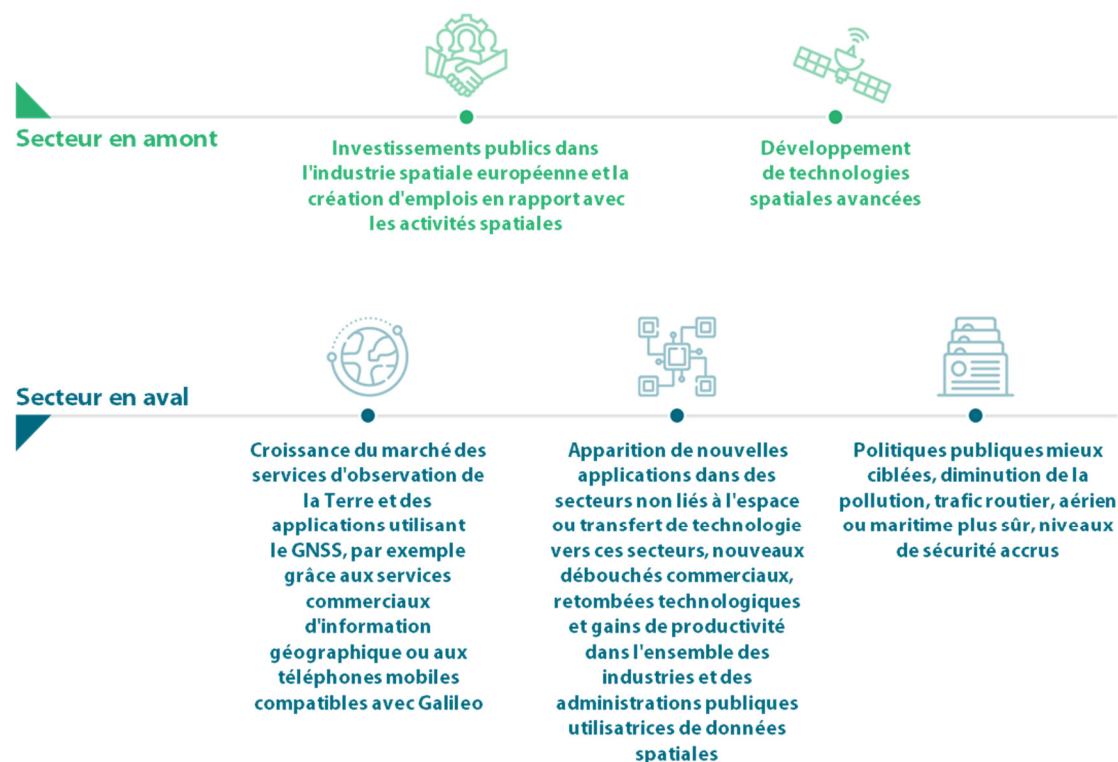 Secteur en amont
Investissements publics dans
l'industrie spatiale européenne et la
création d'emplois en rapport avec
les activités spatiales
Développement
de technologies
spatiales avancées
Secteur en aval
Croissance du marché des
services d'observation de
la Terre et des
applications utilisant
le GNSS, par exemple
grâce aux services
commerciaux
d'information
géographique ou aux
téléphones mobiles
compatibles avec Galileo
Apparition de nouvelles
applications dans des
secteurs non liés à l'espace
ou transfert de technologie
vers ces secteurs, nouveaux
débouchés commerciaux,
retombées technologiques
et gains de productivité
dans l'ensemble des
industries et des
administrations publiques
utilisatrices de données
spatiales
Politiques publiques mieux
ciblées, diminution de la
pollution, trafic routier, aérien
ou maritime plus sûr, niveaux
de sécurité accrus